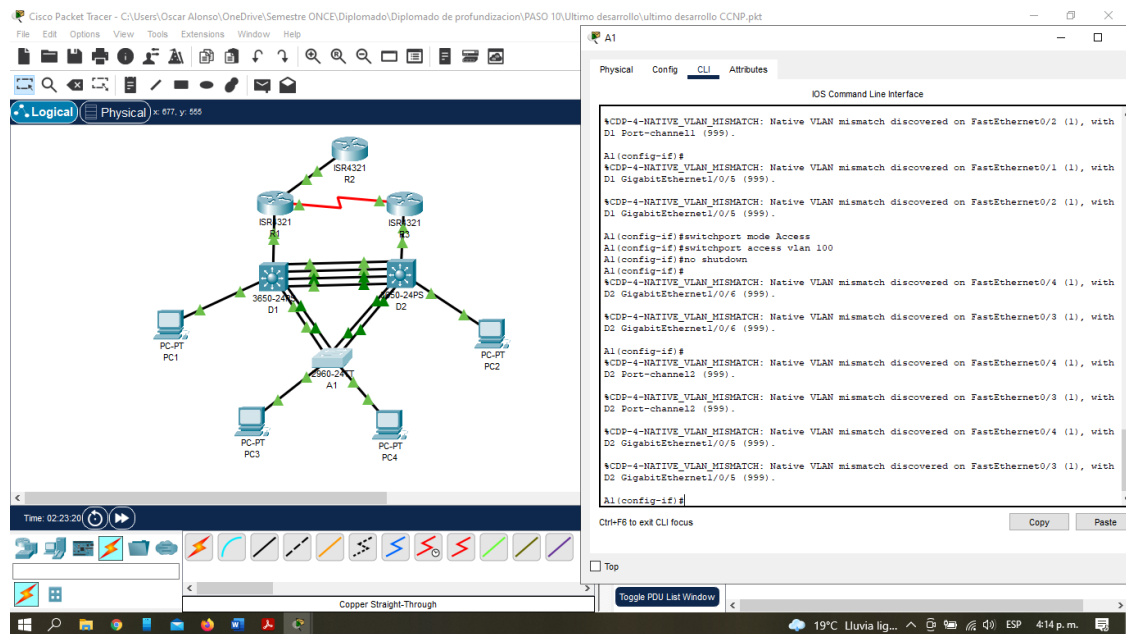 Cisco Packet Tracer - C:\Users\Oscar Alonso\OneDrive\Semestre ONCE\Diplomado\Diplomado de profundizacion\PASO 10\Ultimo desarrollo\ultimo desarrollo CCNP.pkt
File Edit Options View Tools Extensions Window Help
Logical Physical x: 677, y: 555
ISR4321
R2
ISR4321
R1
ISR4321
R3
3650-24PS
D1
3650-24PS
D2
PC-PT
PC1
PC-PT
PC2
2960-24TT
A1
PC-PT
PC3
PC-PT
PC4
Time: 02:23:20
Copper Straight-Through
A1
Physical Config CLI Attributes
IOS Command Line Interface
%CDP-4-NATIVE_VLAN_MISMATCH: Native VLAN mismatch discovered on FastEthernet0/2 (1), with
D1 Port-channel1 (999).
A1(config-if)#
%CDP-4-NATIVE_VLAN_MISMATCH: Native VLAN mismatch discovered on FastEthernet0/1 (1), with
D1 GigabitEthernet1/0/5 (999).
%CDP-4-NATIVE_VLAN_MISMATCH: Native VLAN mismatch discovered on FastEthernet0/2 (1), with
D1 GigabitEthernet1/0/5 (999).
A1(config-if)#switchport mode Access
A1(config-if)#switchport access vlan 100
A1(config-if)#no shutdown
A1(config-if)#
%CDP-4-NATIVE_VLAN_MISMATCH: Native VLAN mismatch discovered on FastEthernet0/4 (1), with
D2 GigabitEthernet1/0/6 (999).
%CDP-4-NATIVE_VLAN_MISMATCH: Native VLAN mismatch discovered on FastEthernet0/3 (1), with
D2 GigabitEthernet1/0/6 (999).
A1(config-if)#
%CDP-4-NATIVE_VLAN_MISMATCH: Native VLAN mismatch discovered on FastEthernet0/4 (1), with
D2 Port-channel2 (999).
%CDP-4-NATIVE_VLAN_MISMATCH: Native VLAN mismatch discovered on FastEthernet0/3 (1), with
D2 Port-channel2 (999).
%CDP-4-NATIVE_VLAN_MISMATCH: Native VLAN mismatch discovered on FastEthernet0/4 (1), with
D2 GigabitEthernet1/0/5 (999).
%CDP-4-NATIVE_VLAN_MISMATCH: Native VLAN mismatch discovered on FastEthernet0/3 (1), with
D2 GigabitEthernet1/0/5 (999).
A1(config-if)#
Ctrl+F6 to exit CLI focus
Copy Paste
Top
Toggle PDU List Window
19°C Lluvia lig... ESP 4:14 p. m.